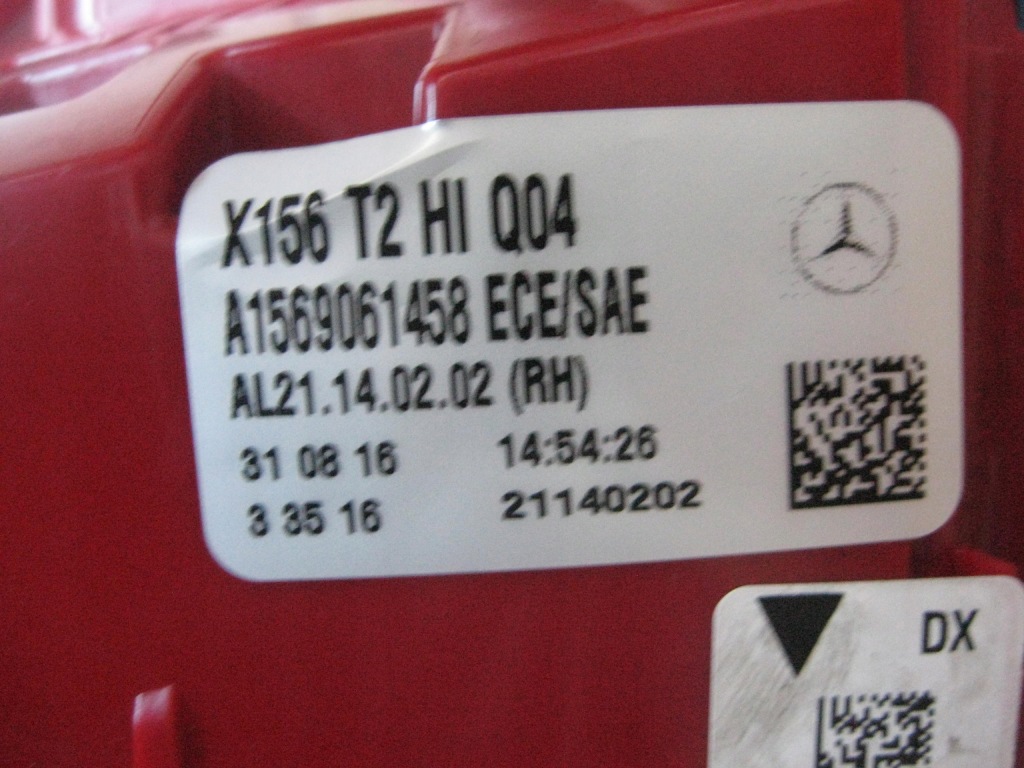 X156 T2 HI Q04
A1569061458 ECE/SAE
AL21.14.02.02 (RH)
31 08 16 14:54:26
3 35 16 21140202
DX